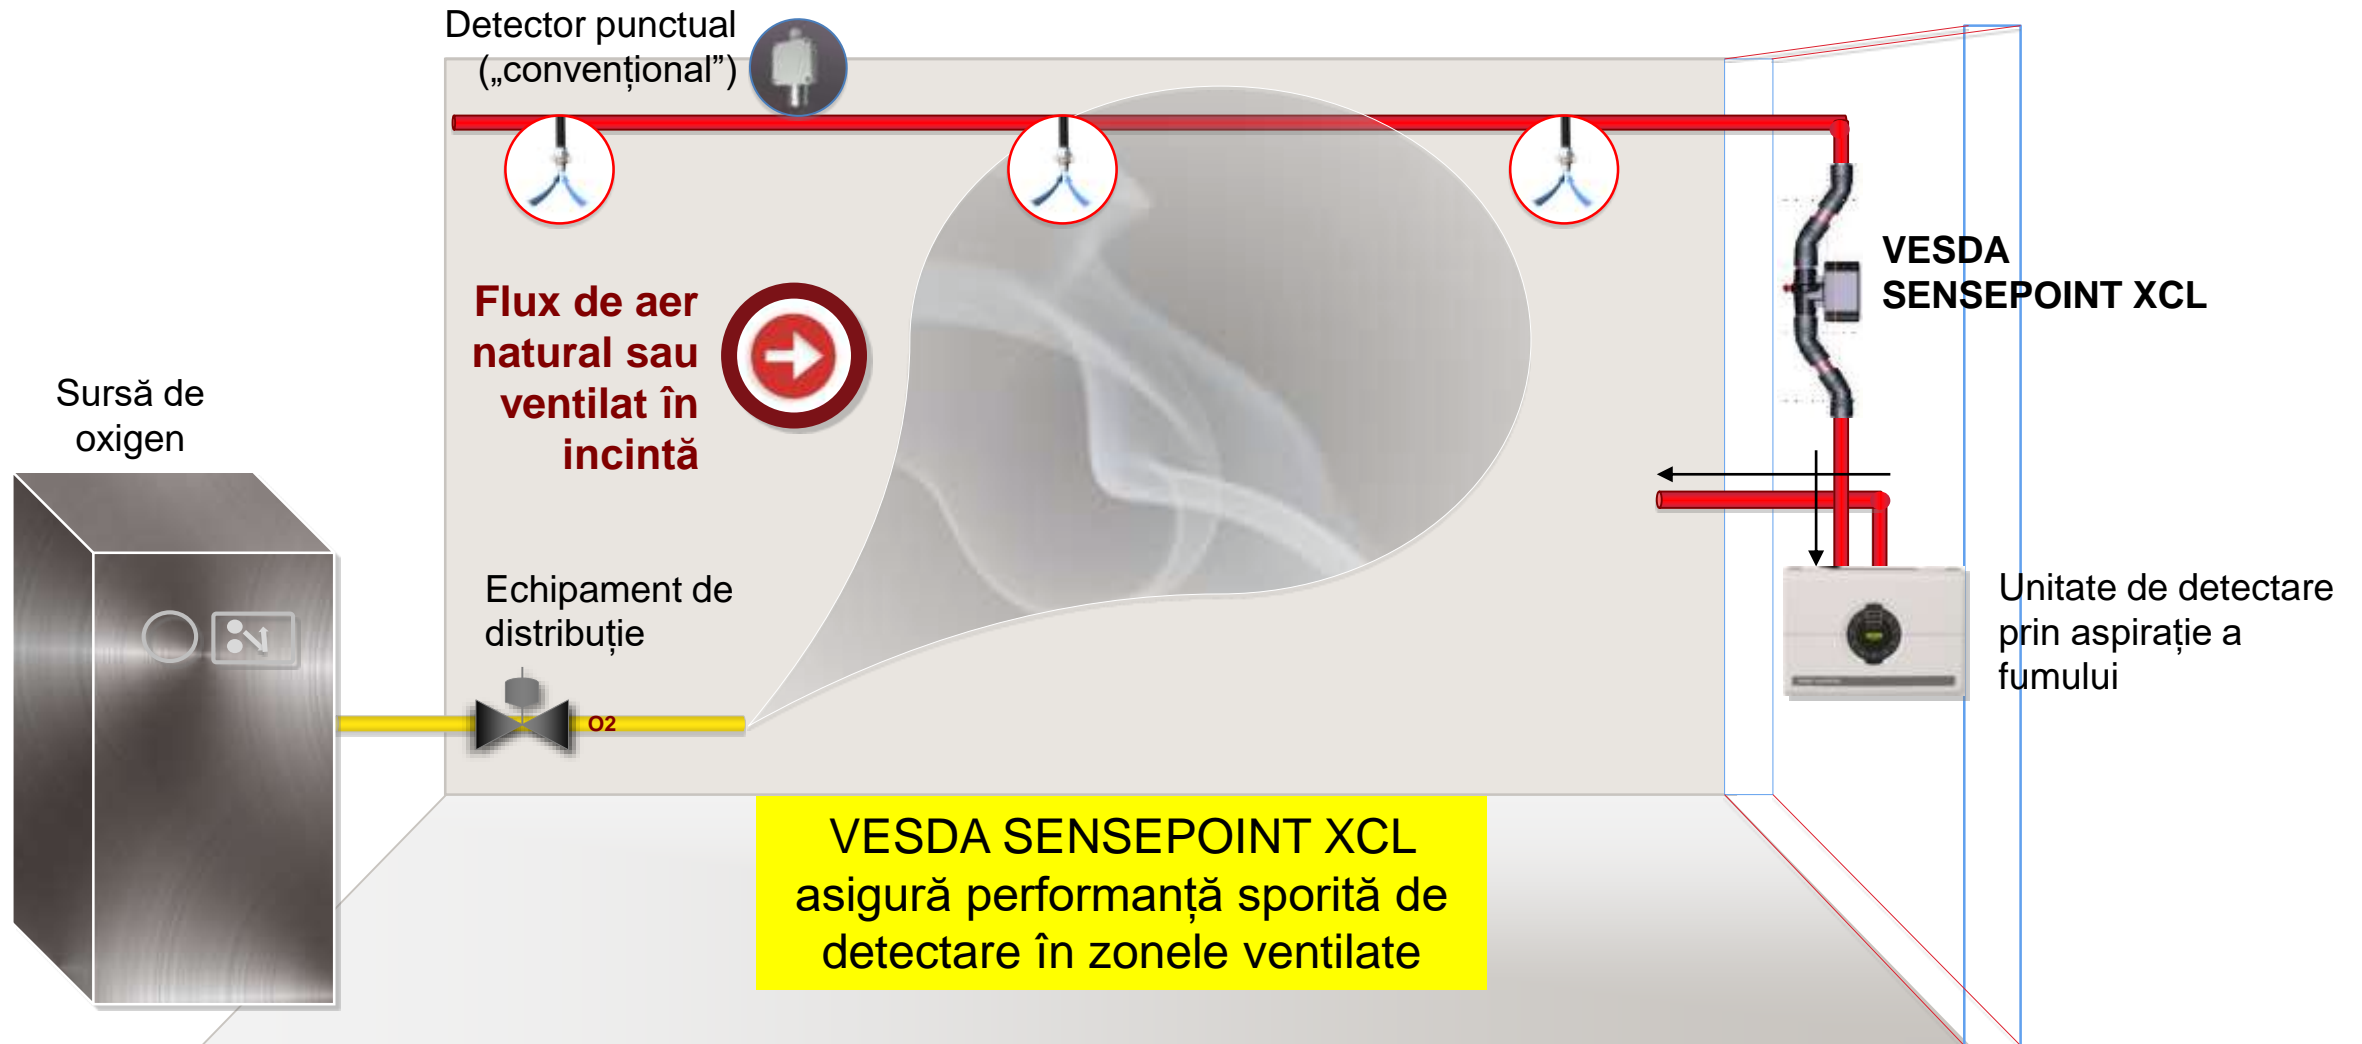 Detector punctual
(„convențional”)
VESDA
SENSEPOINT XCL
Flux de aer
natural sau
ventilat în
incintă
Sursă de
oxigen
Echipament de
distribuție
O2
Unitate de detectare
prin aspirație a
fumului
VESDA SENSEPOINT XCL
asigură performanță sporită de
detectare în zonele ventilate